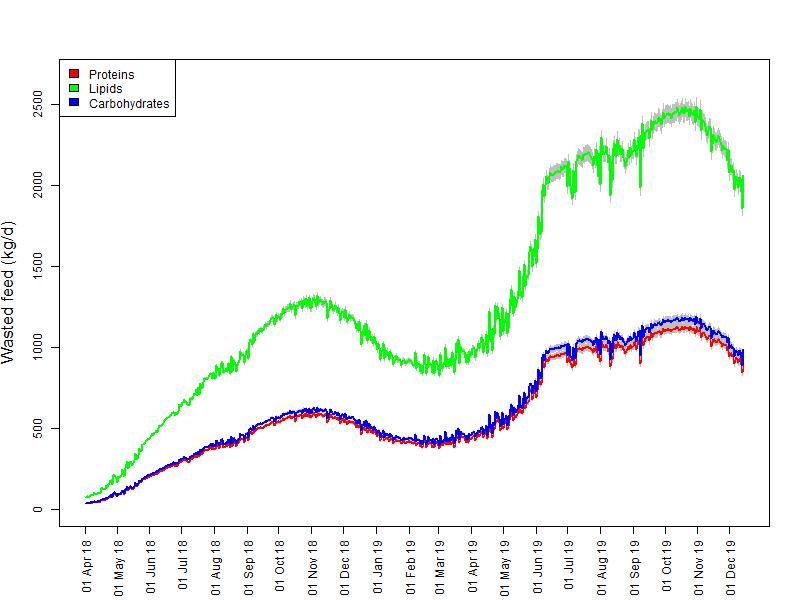 Proteins
Lipids
Carbohydrates
Wasted feed (kg/d)
2500
2000
1500
1000
500
0
01 Apr 18
01 May 18
01 Jun 18
01 Jul 18
01 Aug 18
01 Sep 18
01 Oct 18
01 Nov 18
01 Dec 18
01 Jan 19
01 Feb 19
01 Mar 19
01 Apr 19
01 May 19
01 Jun 19
01 Jul 19
01 Aug 19
01 Sep 19
01 Oct 19
01 Nov 19
01 Dec 19